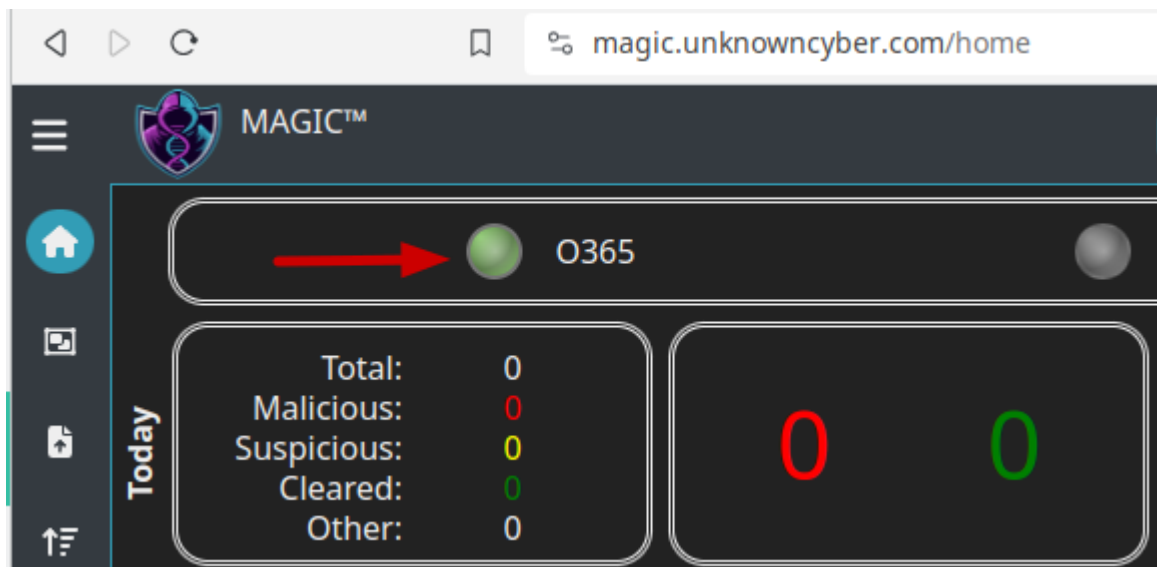 magic.unknowncyber.com/home
MAGIC™
O365
Today
Total: 0
Malicious: 0
Suspicious: 0
Cleared: 0
Other: 0
0 0